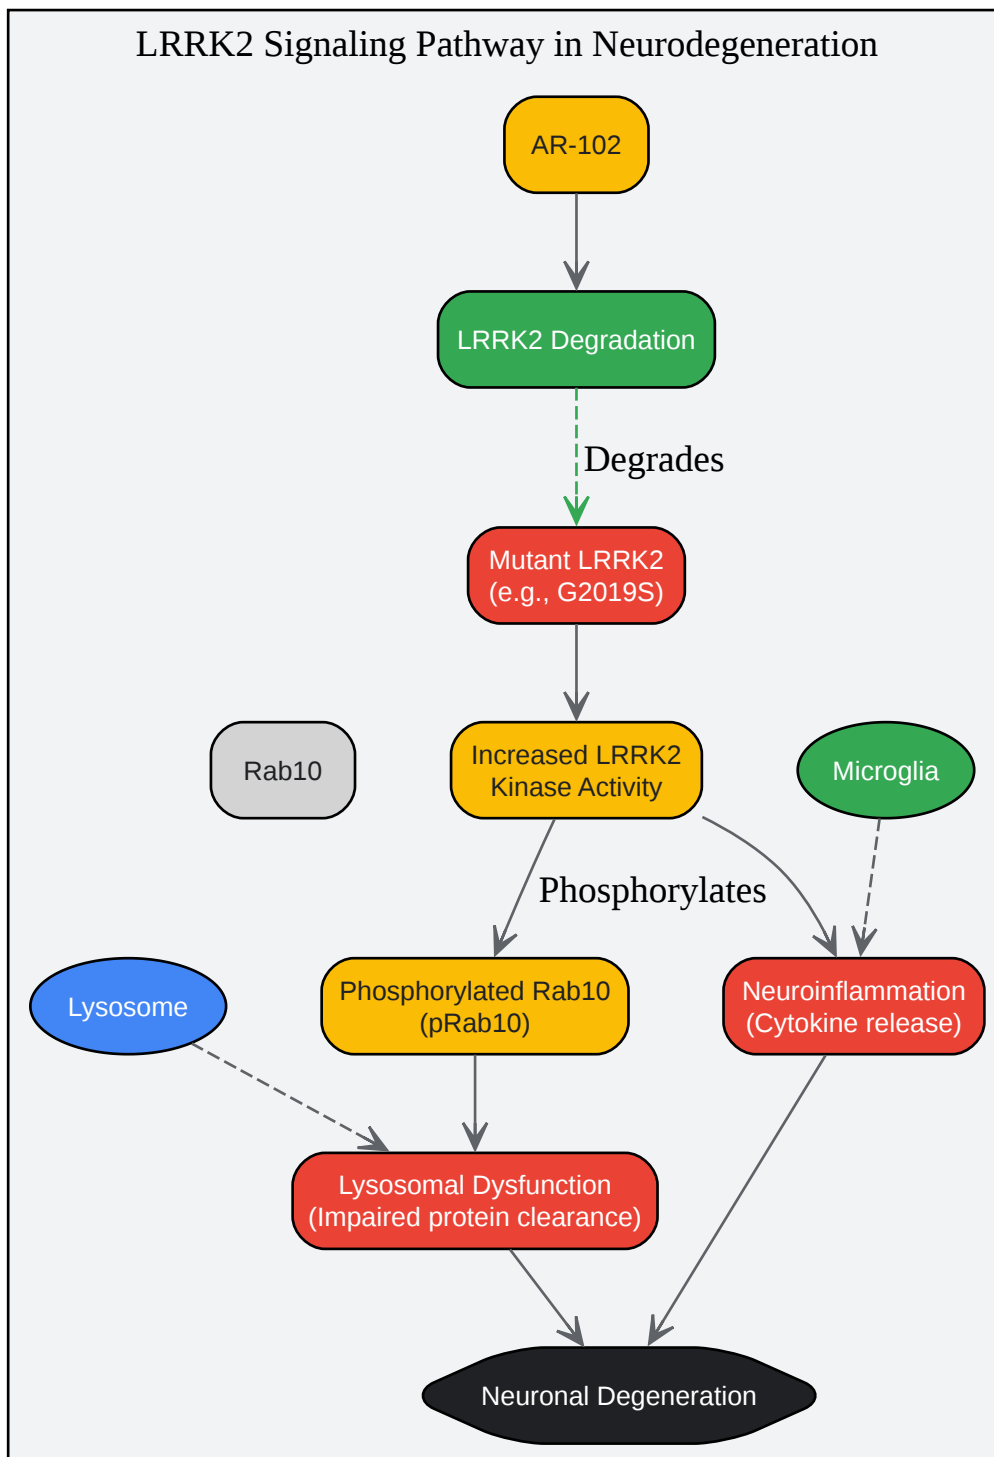 LRRK2 Signaling Pathway in Neurodegeneration
AR-102
LRRK2 Degradation
Degrades
Mutant LRRK2
(e.g., G2019S)
Rab10
Increased LRRK2
Kinase Activity
Microglia
Phosphorylates
Lysosome
Phosphorylated Rab10
(pRab10)
Neuroinflammation
(Cytokine release)
Lysosomal Dysfunction
(Impaired protein clearance)
Neuronal Degeneration